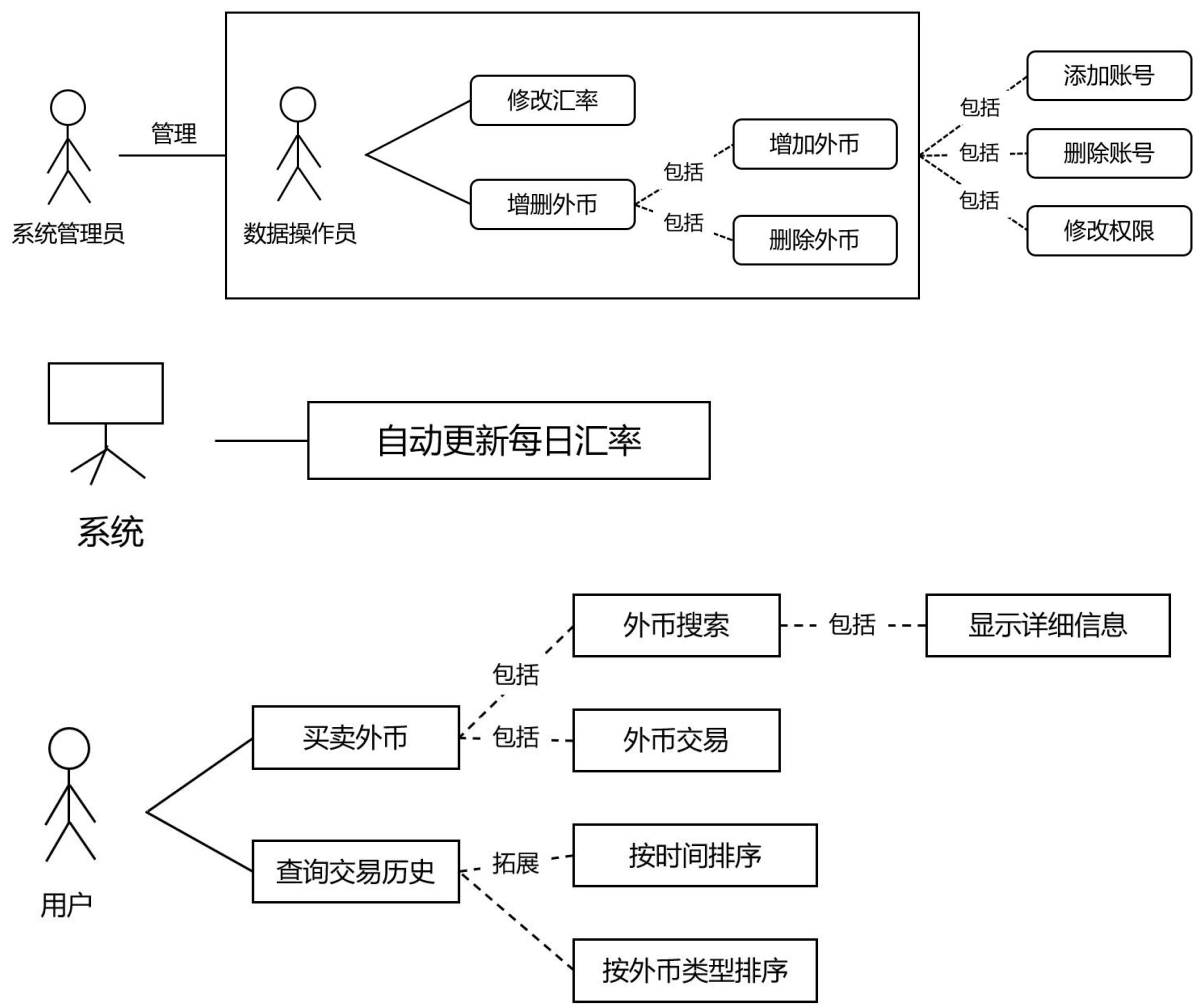 添加账号
修改汇率
包括
管理
增加外币
删除账号
包括
包括
增删外币
包括
包括
系统管理员
数据操作员
删除外币
修改权限
自动更新每日汇率
系统
外币搜索
包括
显示详细信息
包括
买卖外币
包括
外币交易
查询交易历史
拓展
按时间排序
用户
按外币类型排序